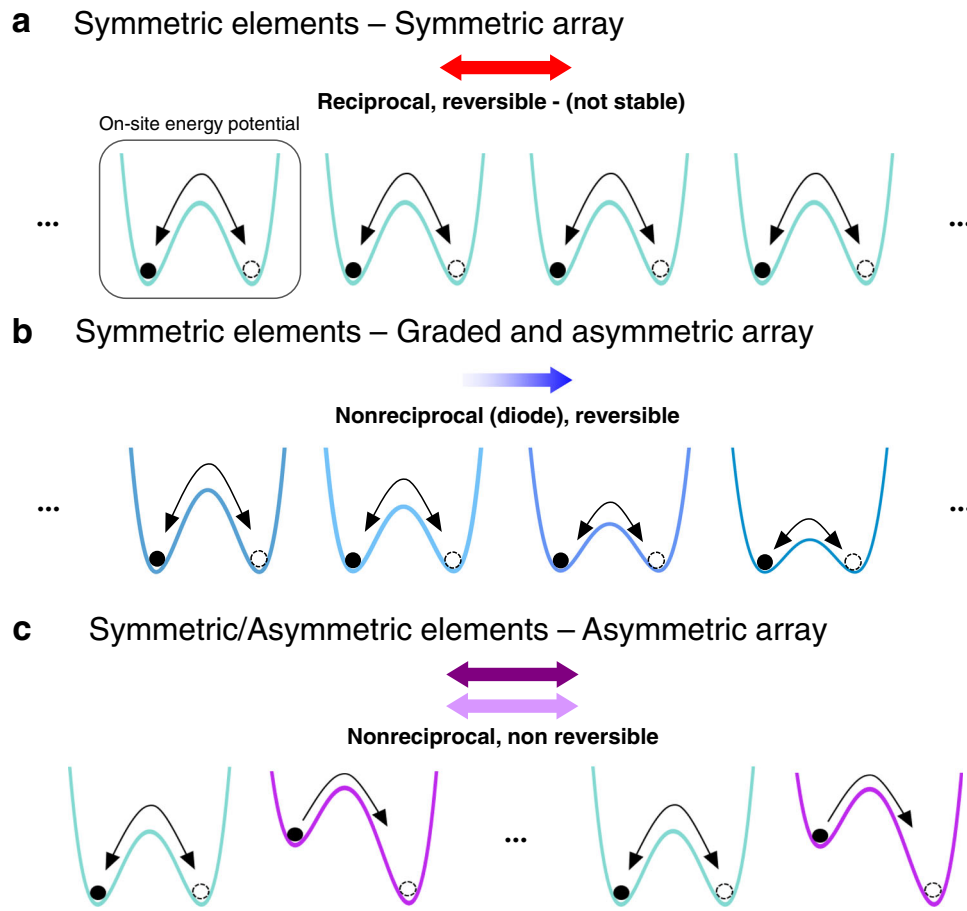 a Symmetric elements – Symmetric array
Reciprocal, reversible - (not stable)
On-site energy potential
... ...
b Symmetric elements – Graded and asymmetric array
Nonreciprocal (diode), reversible
... ...
c Symmetric/Asymmetric elements – Asymmetric array
Nonreciprocal, non reversible
...